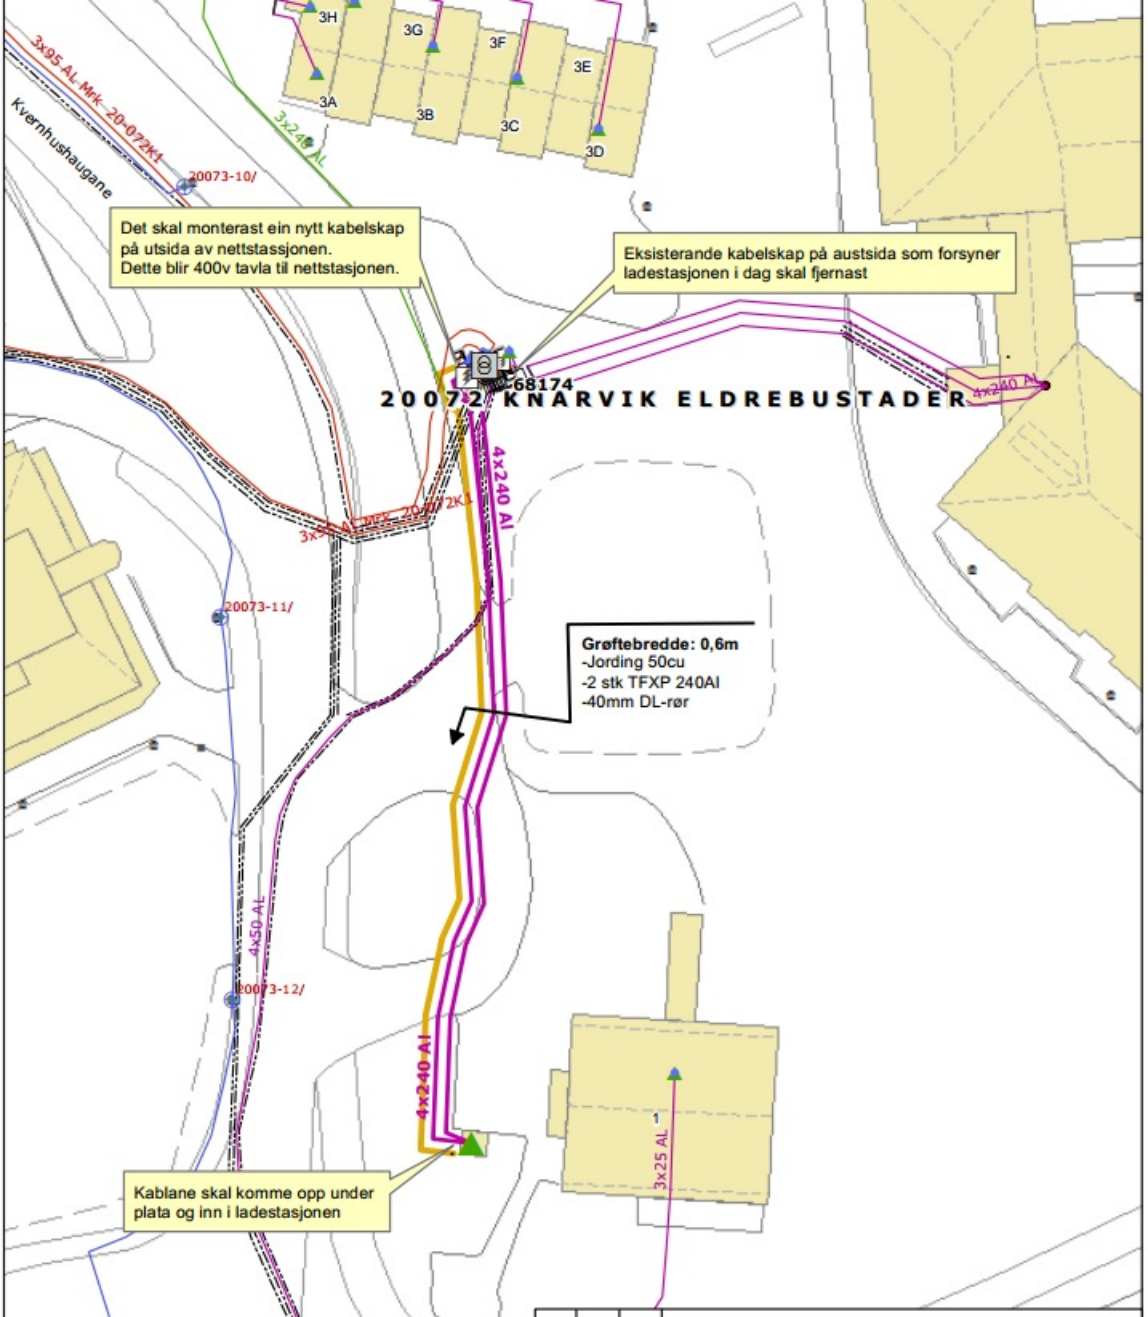 3H
3G
3F
3E
3A
3B
3C
3D
3x95 AL Mrk 20-072K1
Kvernhushaugane
3x240 AL
20073-10/
Det skal monterast ein nytt kabelskap
på utsida av nettstassjonen.
Dette blir 400v tavla til nettstasjonen.
Eksisterande kabelskap på austsida som forsyner
ladestasjonen i dag skal fjernast
68174
4x240 AL
20072 KNARVIK ELDREBUSTADER
4x240 Al
3x95 AL Mrk 20-072K1
20073-11/
Grøftebredde: 0,6m
-Jording 50cu
-2 stk TFXP 240Al
-40mm DL-rør
4x50 AL
20073-12/
4x240 Al
1
3x25 AL
Kablane skal komme opp under
plata og inn i ladestasjonen